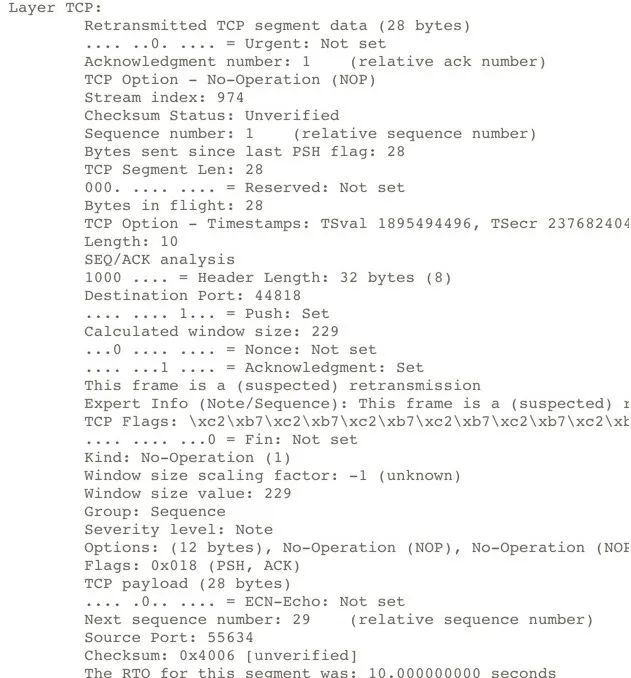 Layer TCP:
Retransmitted TCP segment data (28 bytes)
.... ..0. .... = Urgent: Not set
Acknowledgment number: 1    (relative ack number)
TCP Option - No-Operation (NOP)
Stream index: 974
Checksum Status: Unverified
Sequence number: 1    (relative sequence number)
Bytes sent since last PSH flag: 28
TCP Segment Len: 28
000. .... .... = Reserved: Not set
Bytes in flight: 28
TCP Option - Timestamps: TSval 1895494496, TSecr 237682404
Length: 10
SEQ/ACK analysis
1000 .... = Header Length: 32 bytes (8)
Destination Port: 44818
.... .... 1... = Push: Set
Calculated window size: 229
...0 .... .... = Nonce: Not set
.... ...1 .... = Acknowledgment: Set
This frame is a (suspected) retransmission
Expert Info (Note/Sequence): This frame is a (suspected) r
TCP Flags: \xc2\xb7\xc2\xb7\xc2\xb7\xc2\xb7\xc2\xb7\xc2\xb7\xc2\xb
.... .... ...0 = Fin: Not set
Kind: No-Operation (1)
Window size scaling factor: -1 (unknown)
Window size value: 229
Group: Sequence
Severity level: Note
Options: (12 bytes), No-Operation (NOP), No-Operation (NOP
Flags: 0x018 (PSH, ACK)
TCP payload (28 bytes)
.... .0.. .... = ECN-Echo: Not set
Next sequence number: 29    (relative sequence number)
Source Port: 55634
Checksum: 0x4006 [unverified]
The RTO for this segment was: 10.000000000 seconds